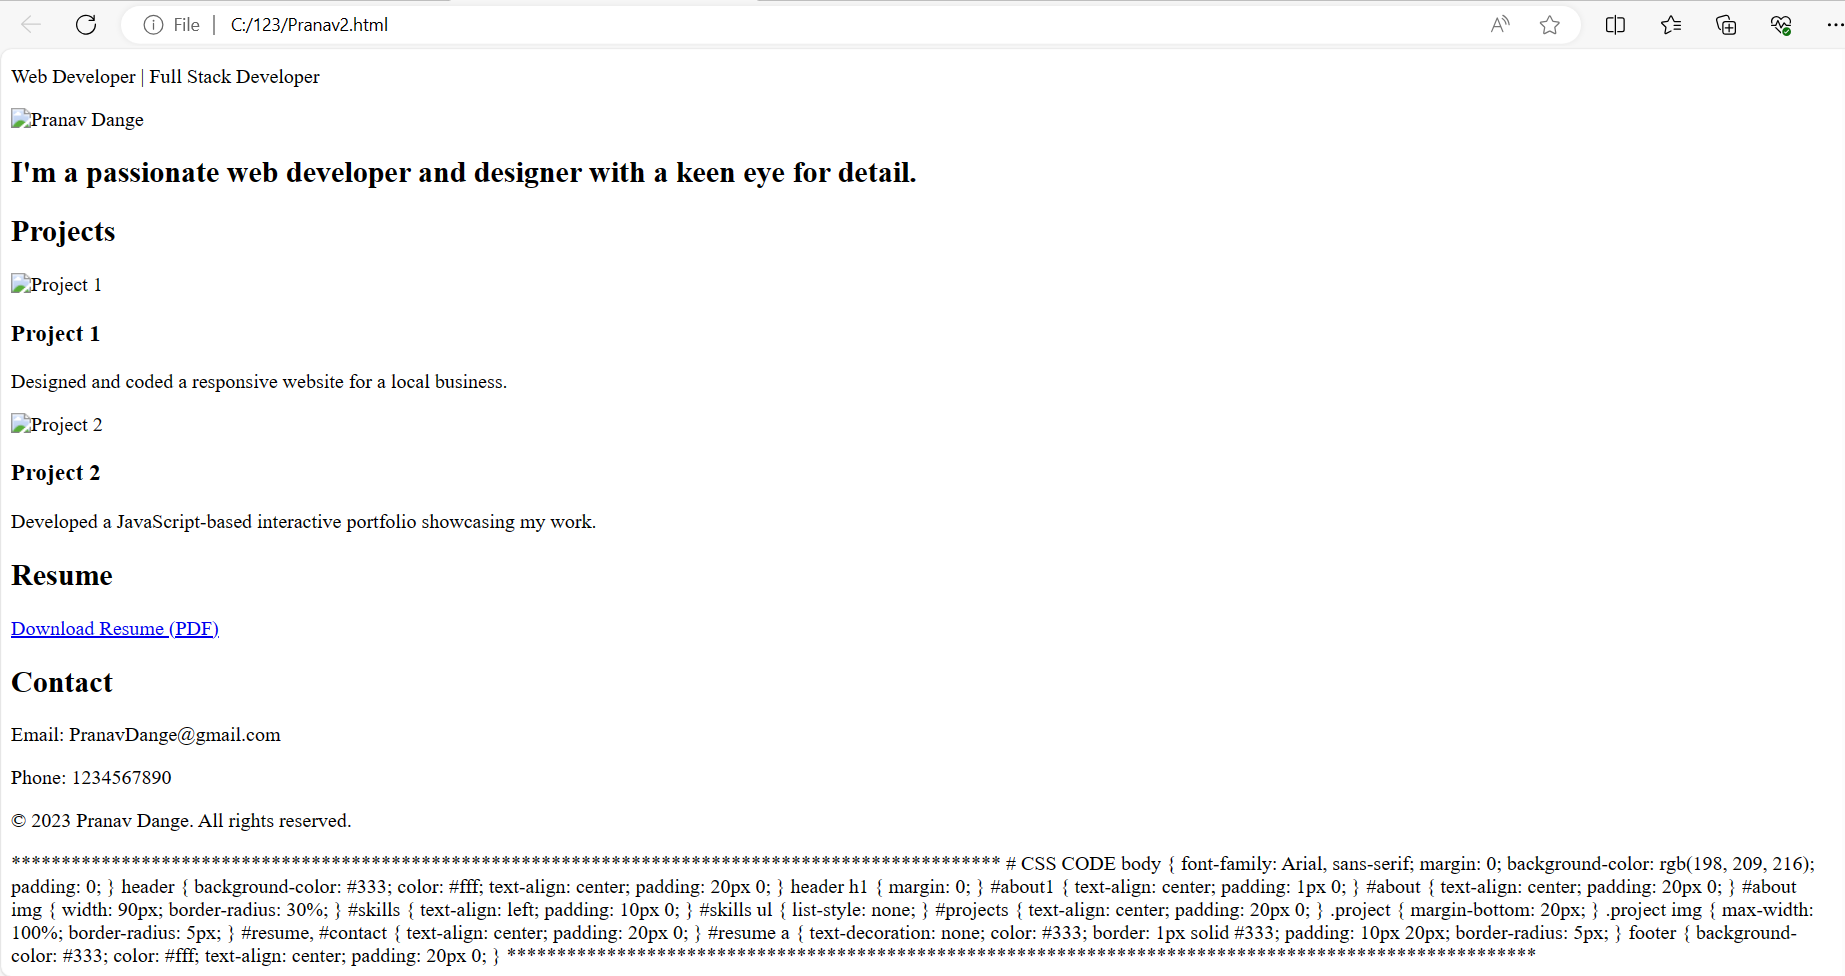 File | C:/123/Pranav2.html
Web Developer | Full Stack Developer
Pranav Dange
I'm a passionate web developer and designer with a keen eye for detail.
Projects
Project 1
Project 1
Designed and coded a responsive website for a local business.
Project 2
Project 2
Developed a JavaScript-based interactive portfolio showcasing my work.
Resume
Download Resume (PDF)
Contact
Email: PranavDange@gmail.com
Phone: 1234567890
© 2023 Pranav Dange. All rights reserved.
*************************************************************************************************** # CSS CODE body { font-family: Arial, sans-serif; margin: 0; background-color: rgb(198, 209, 216);
padding: 0; } header { background-color: #333; color: #fff; text-align: center; padding: 20px 0; } header h1 { margin: 0; } #about1 { text-align: center; padding: 1px 0; } #about { text-align: center; padding: 20px 0; } #about
img { width: 90px; border-radius: 30%; } #skills { text-align: left; padding: 10px 0; } #skills ul { list-style: none; } #projects { text-align: center; padding: 20px 0; } .project { margin-bottom: 20px; } .project img { max-width:
100%; border-radius: 5px; } #resume, #contact { text-align: center; padding: 20px 0; } #resume a { text-decoration: none; color: #333; border: 1px solid #333; padding: 10px 20px; border-radius: 5px; } footer { background-
color: #333; color: #fff; text-align: center; padding: 20px 0; } *******************************************************************************************************